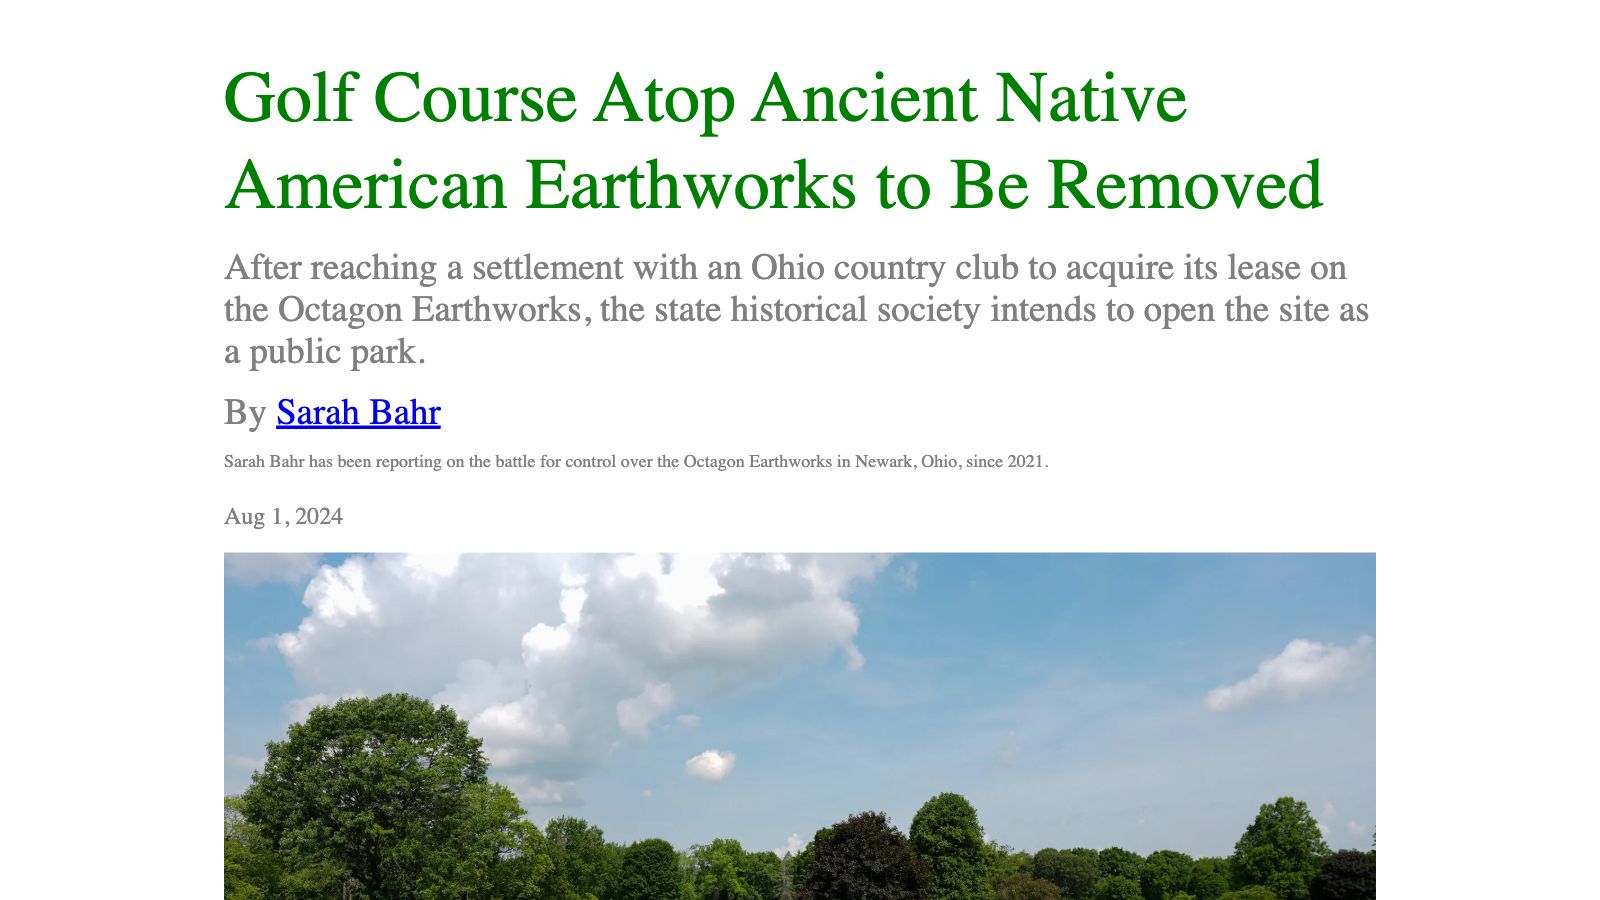 Golf Course Atop Ancient Native
American Earthworks to Be Removed
After reaching a settlement with an Ohio country club to acquire its lease on
the Octagon Earthworks, the state historical society intends to open the site as
a public park.
By Sarah Bahr
Sarah Bahr has been reporting on the battle for control over the Octagon Earthworks in Newark, Ohio, since 2021.
Aug 1, 2024